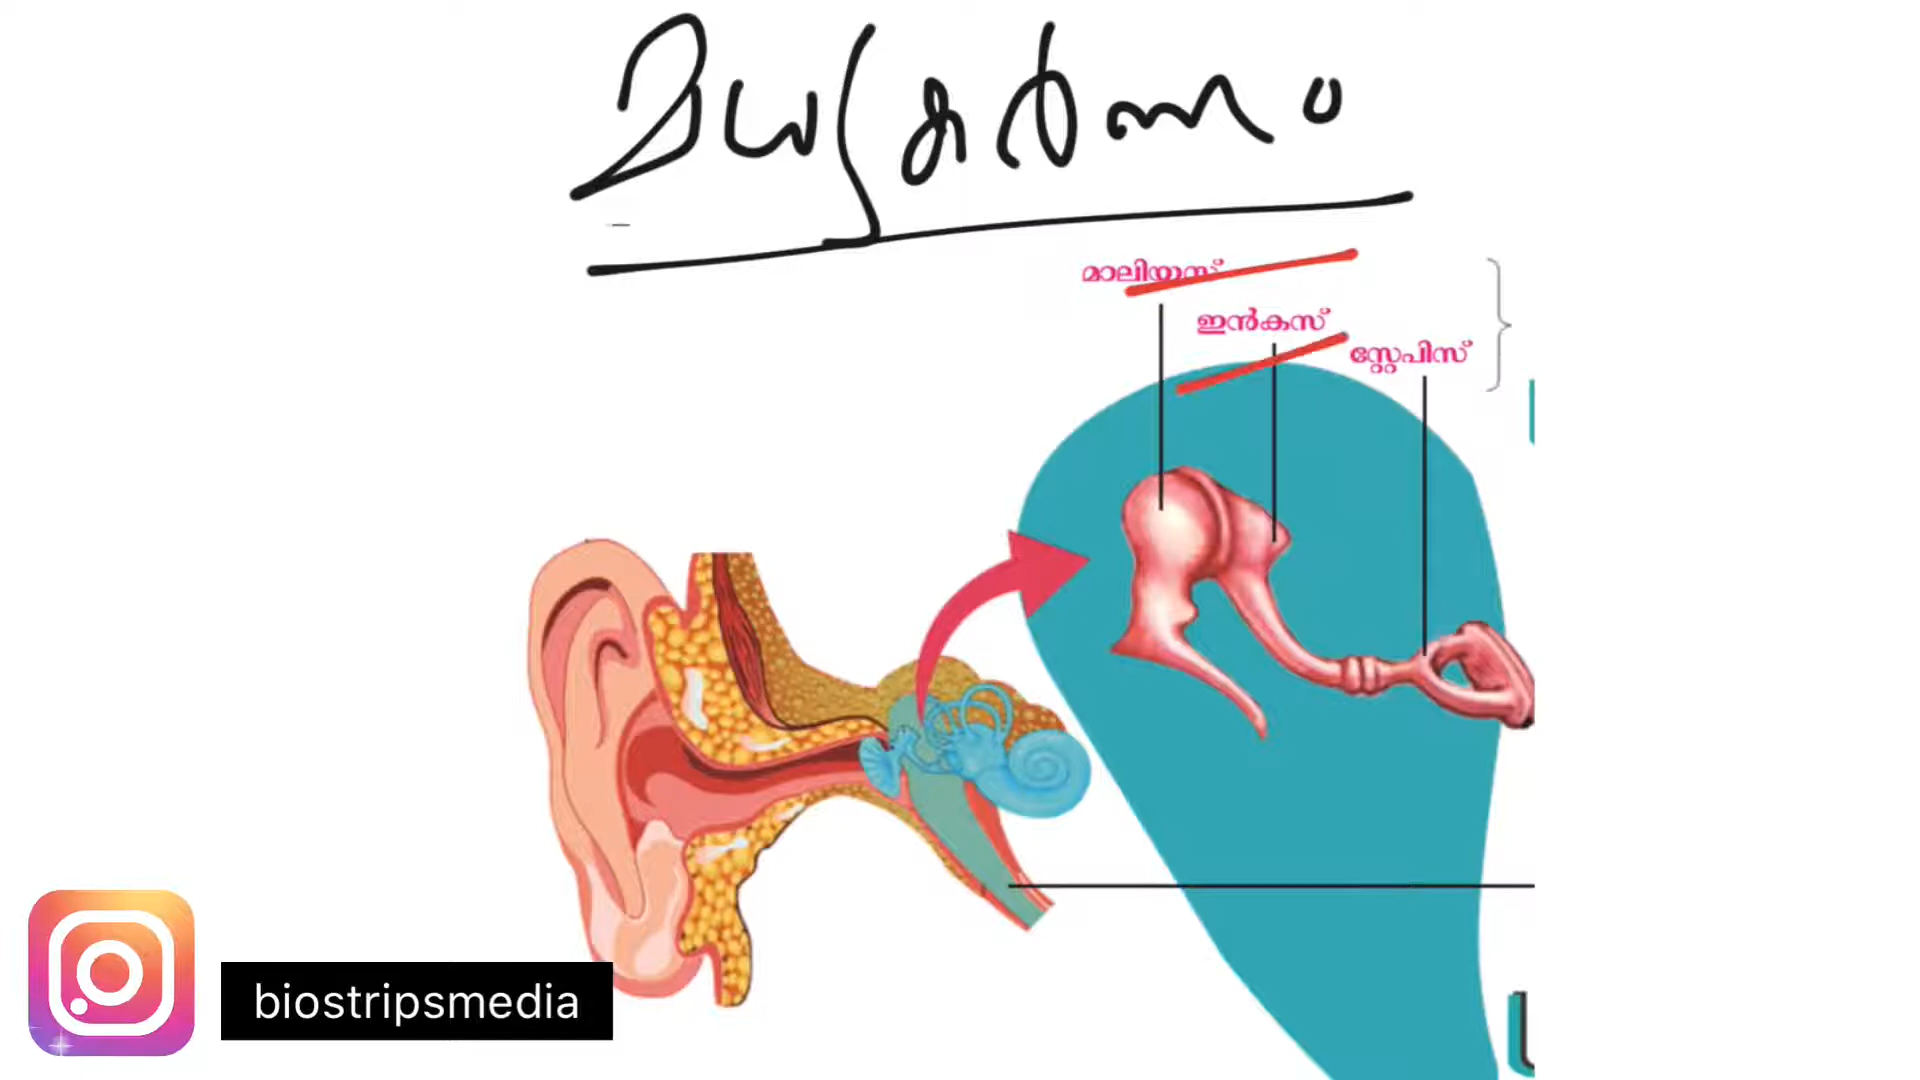 മധ്യകർണം
മാലിയസ്
ഇൻകസ്
സ്റ്റേപിസ്
biostripsmedia